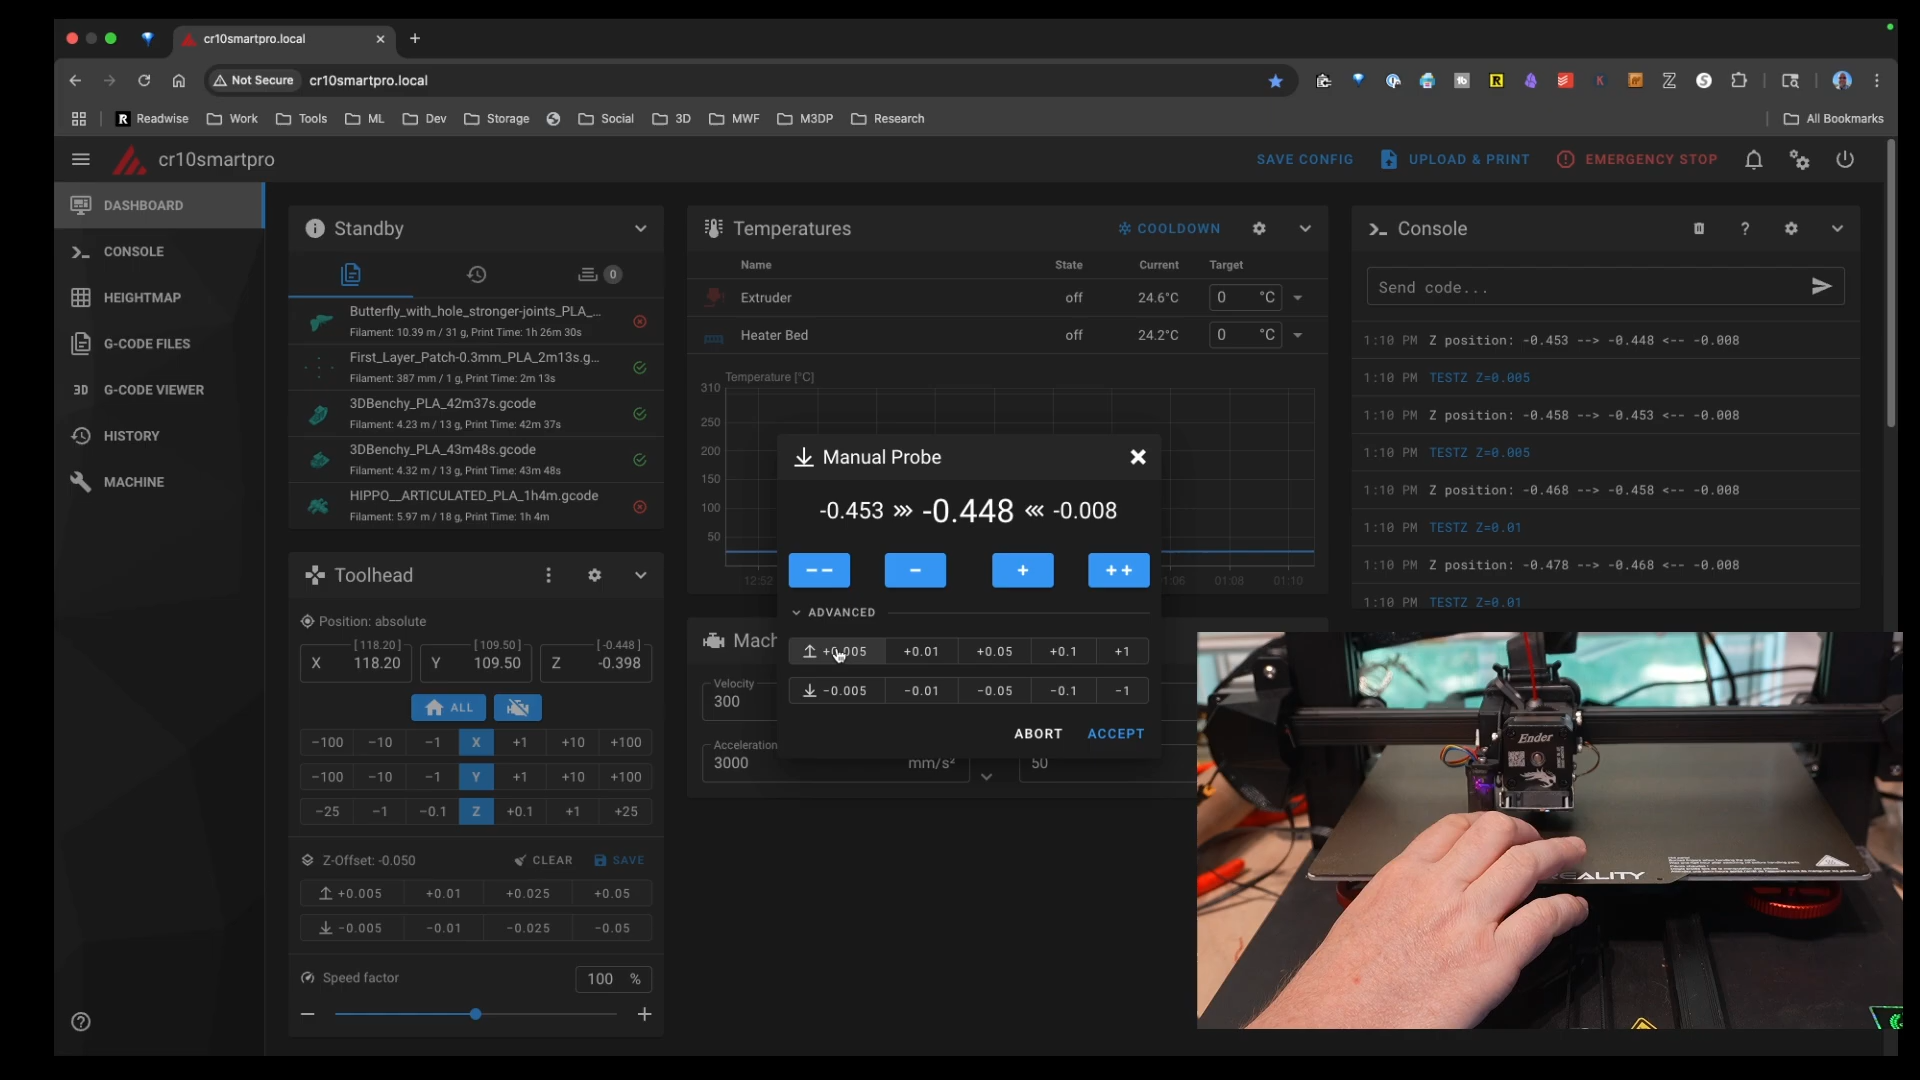 cr10smartpro.local
Not Secure cr10smartpro.local
Readwise Work Tools ML Dev Storage Social 3D MWF M3DP Research All Bookmarks
cr10smartpro SAVE CONFIG UPLOAD & PRINT EMERGENCY STOP
DASHBOARD
CONSOLE
HEIGHTMAP
G-CODE FILES
3D G-CODE VIEWER
HISTORY
MACHINE
Standby
0
Butterfly_with_hole_stronger-joints_PLA_...
Filament: 10.39 m / 31 g, Print Time: 1h 26m 30s
First_Layer_Patch-0.3mm_PLA_2m13s.g...
Filament: 387 mm / 1 g, Print Time: 2m 13s
3DBenchy_PLA_42m37s.gcode
Filament: 4.23 m / 13 g, Print Time: 42m 37s
3DBenchy_PLA_43m48s.gcode
Filament: 4.32 m / 13 g, Print Time: 43m 48s
HIPPO__ARTICULATED_PLA_1h4m.gcode
Filament: 5.97 m / 18 g, Print Time: 1h 4m
Toolhead
Position: absolute
[118.20] [109.50] [-0.448]
X 118.20 Y 109.50 Z -0.398
ALL
-100 -10 -1 X +1 +10 +100
-100 -10 -1 Y +1 +10 +100
-25 -1 -0.1 Z +0.1 +1 +25
Z-Offset: -0.050 CLEAR SAVE
+0.005 +0.01 +0.025 +0.05
-0.005 -0.01 -0.025 -0.05
Speed factor 100 %
Temperatures COOLDOWN
Name State Current Target
Extruder off 24.6°C 0 °C
Heater Bed off 24.2°C 0 °C
Temperature [°C]
310
250
200
150
100
50
12:52 1:06 01:08 01:10
Manual Probe
-0.453 >>> -0.448 <<< -0.008
-- - + ++
ADVANCED
+0.005 +0.01 +0.05 +0.1 +1
-0.005 -0.01 -0.05 -0.1 -1
ABORT ACCEPT
Mach
Velocity
300
Acceleration
3000 mm/s² 50
Console
Send code...
1:10 PM Z position: -0.453 --> -0.448 <-- -0.008
1:10 PM TESTZ Z=0.005
1:10 PM Z position: -0.458 --> -0.453 <-- -0.008
1:10 PM TESTZ Z=0.005
1:10 PM Z position: -0.468 --> -0.458 <-- -0.008
1:10 PM TESTZ Z=0.01
1:10 PM Z position: -0.478 --> -0.468 <-- -0.008
1:10 PM TESTZ Z=0.01
Ender
EALITY